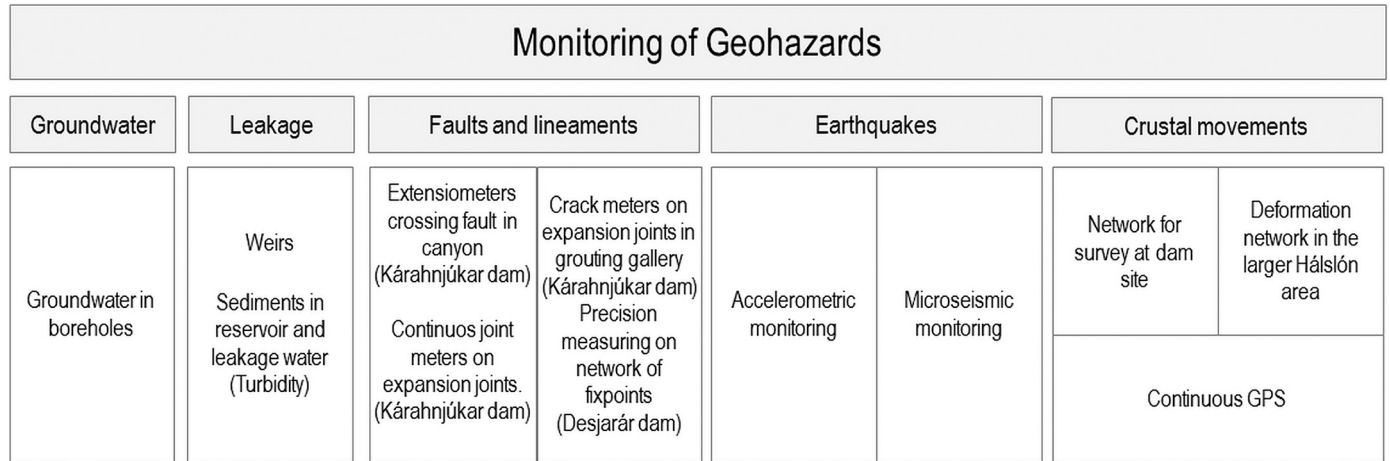 Monitoring of Geohazards
Groundwater
Leakage
Faults and lineaments
Earthquakes
Crustal movements
Groundwater in
boreholes
Weirs
Sediments in
reservoir and
leakage water
(Turbidity)
Extensiometers
crossing fault in
canyon
(Kárahnjúkar dam)
Continuos joint
meters on
expansion joints.
(Kárahnjúkar dam)
Crack meters on
expansion joints in
grouting gallery
(Kárahnjúkar dam)
Precision
measuring on
network of
fixpoints
(Desjarár dam)
Accelerometric
monitoring
Microseismic
monitoring
Network for
survey at dam
site
Deformation
network in the
larger Hálslón
area
Continuous GPS